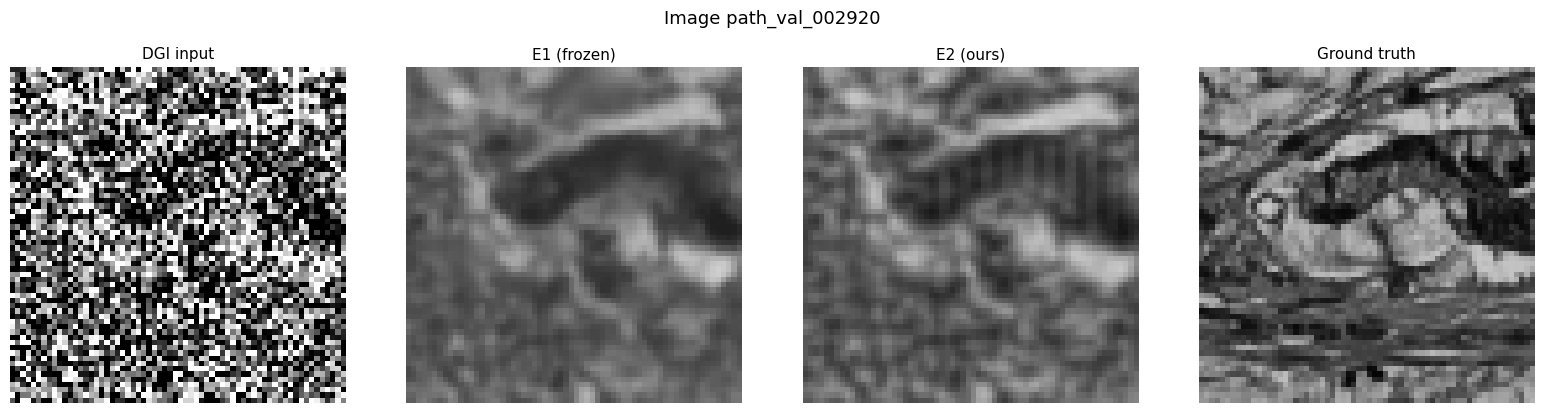 Image path_val_002920
DGI input
E1 (frozen)
E2 (ours)
Ground truth